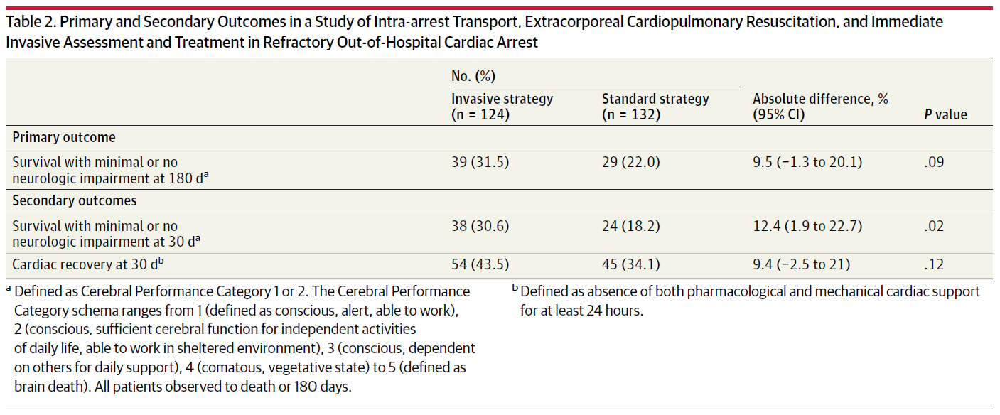 Table 2. Primary and Secondary Outcomes in a Study of Intra-arrest Transport, Extracorporeal Cardiopulmonary Resuscitation, and Immediate
Invasive Assessment and Treatment in Refractory Out-of-Hospital Cardiac Arrest
No. (%)
Invasive strategy (n = 124) Standard strategy (n = 132) Absolute difference, % (95% CI) P value
Primary outcome
Survival with minimal or no
neurologic impairment at 180 dᵃ 39 (31.5) 29 (22.0) 9.5 (−1.3 to 20.1) .09
Secondary outcomes
Survival with minimal or no
neurologic impairment at 30 dᵃ 38 (30.6) 24 (18.2) 12.4 (1.9 to 22.7) .02
Cardiac recovery at 30 dᵇ 54 (43.5) 45 (34.1) 9.4 (−2.5 to 21) .12
ᵃ Defined as Cerebral Performance Category 1 or 2. The Cerebral Performance
Category schema ranges from 1 (defined as conscious, alert, able to work),
2 (conscious, sufficient cerebral function for independent activities
of daily life, able to work in sheltered environment), 3 (conscious, dependent
on others for daily support), 4 (comatous, vegetative state) to 5 (defined as
brain death). All patients observed to death or 180 days.
ᵇ Defined as absence of both pharmacological and mechanical cardiac support
for at least 24 hours.